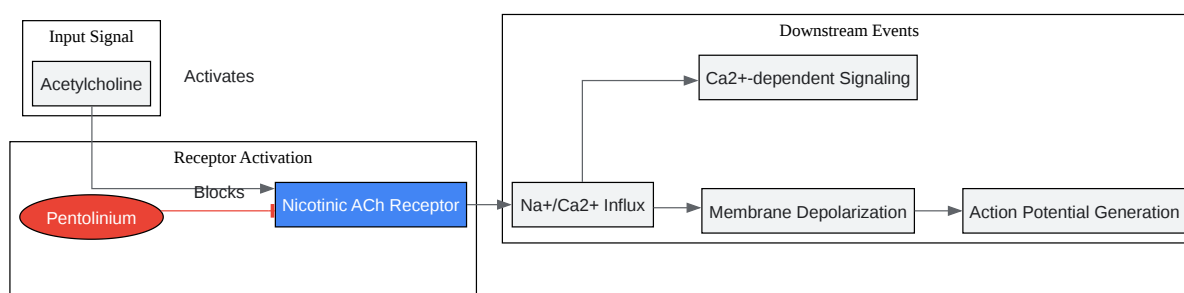 Input Signal
Acetylcholine
Activates
Receptor Activation
Blocks
Pentolinium
Nicotinic ACh Receptor
Downstream Events
Ca2+-dependent Signaling
Na+/Ca2+ Influx
Membrane Depolarization
Action Potential Generation